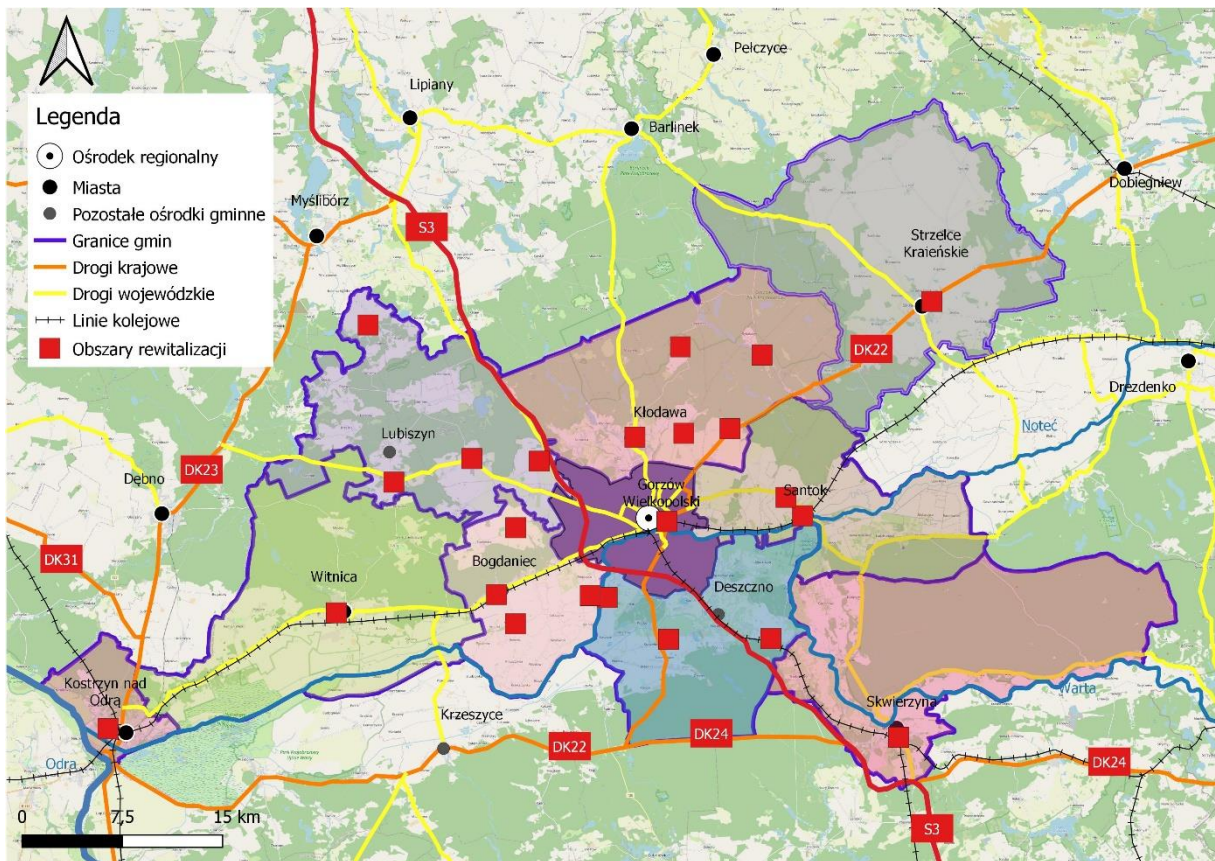 Pełczyce
Lipiany
Barlinek
Legenda
Ośrodek regionalny
Miasta
Pozostałe ośrodki gminne
Granice gmin
Drogi krajowe
Drogi wojewódzkie
Linie kolejowe
Obszary rewitalizacji
Myślibórz
S3
Dobiegniew
Strzelce
Kraieńskie
DK22
Drezdenko
Kłodawa
Noteć
Lubiszyn
DK23
Dębno
Gorzów
Wielkopolski
Santok
DK31
Bogdaniec
Witnica
Deszczno
Kostrzyn nad
Odrą
Skwierzyna
Warta
Krzeszyce
DK22
DK24
DK24
Odra
0
7,5
15 km
S3